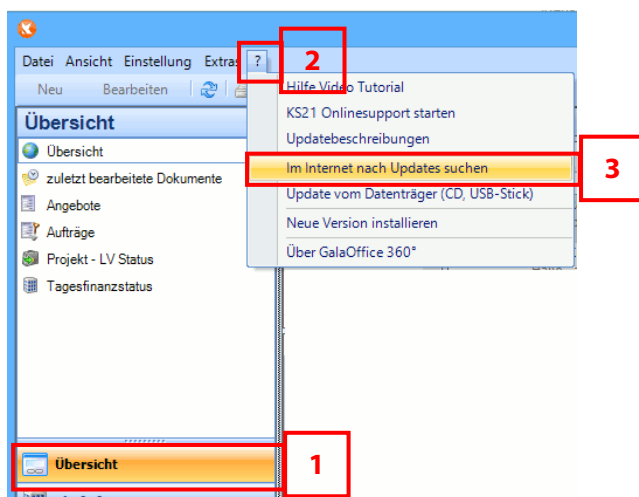 Datei Ansicht Einstellung Extras ?
2
Neu Bearbeiten
Hilfe Video Tutorial
KS21 Onlinesupport starten
Updatebeschreibungen
Im Internet nach Updates suchen
3
Update vom Datenträger (CD, USB-Stick)
Neue Version installieren
Über GalaOffice 360°
Übersicht
Übersicht
zuletzt bearbeitete Dokumente
Angebote
Aufträge
Projekt - LV Status
Tagesfinanzstatus
Übersicht
1